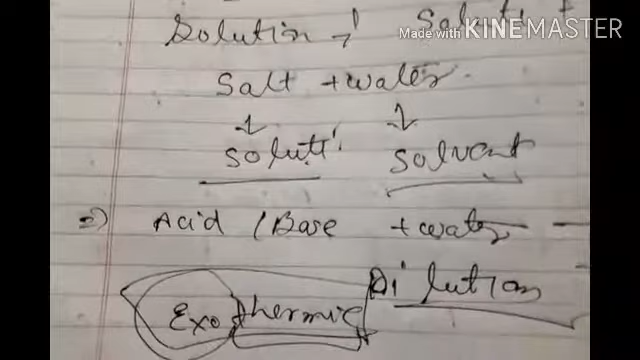 Solution →
Made with KINEMASTER
Salt + water
↓ ↓
Solute Solvent
⇒ Acid / Base + water —
Dilution
Exothermic